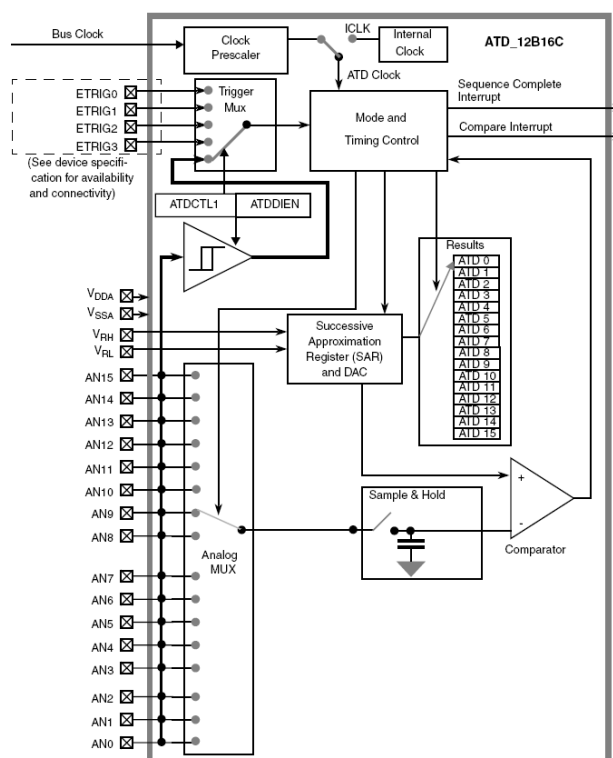 Bus Clock
Clock
Prescaler
ICLK
Internal
Clock
ATD_12B16C
ATD Clock
ETRIG0
ETRIG1
ETRIG2
ETRIG3
(See device specifi-
cation for availability
and connectivity)
Trigger
Mux
Mode and
Timing Control
Sequence Complete
Interrupt
Compare Interrupt
ATDCTL1
ATDDIEN
Results
ATD 0
ATD 1
ATD 2
ATD 3
ATD 4
ATD 5
ATD 6
ATD 7
ATD 8
ATD 9
ATD 10
ATD 11
ATD 12
ATD 13
ATD 14
ATD 15
VDDA
VSSA
VRH
VRL
Successive
Approximation
Register (SAR)
and DAC
AN15
AN14
AN13
AN12
AN11
AN10
AN9
AN8
AN7
AN6
AN5
AN4
AN3
AN2
AN1
AN0
Analog
MUX
Sample & Hold
+
-
Comparator